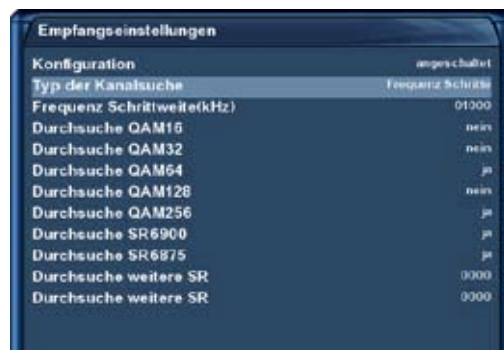 Empfangseinstellungen
Konfiguration angeschaltet
Typ der Kanalsuche Frequenz Schritte
Frequenz Schrittweite(kHz) 01000
Durchsuche QAM16 nein
Durchsuche QAM32 nein
Durchsuche QAM64 ja
Durchsuche QAM128 nein
Durchsuche QAM256 ja
Durchsuche SR6900 ja
Durchsuche SR6875 ja
Durchsuche weitere SR 0000
Durchsuche weitere SR 0000